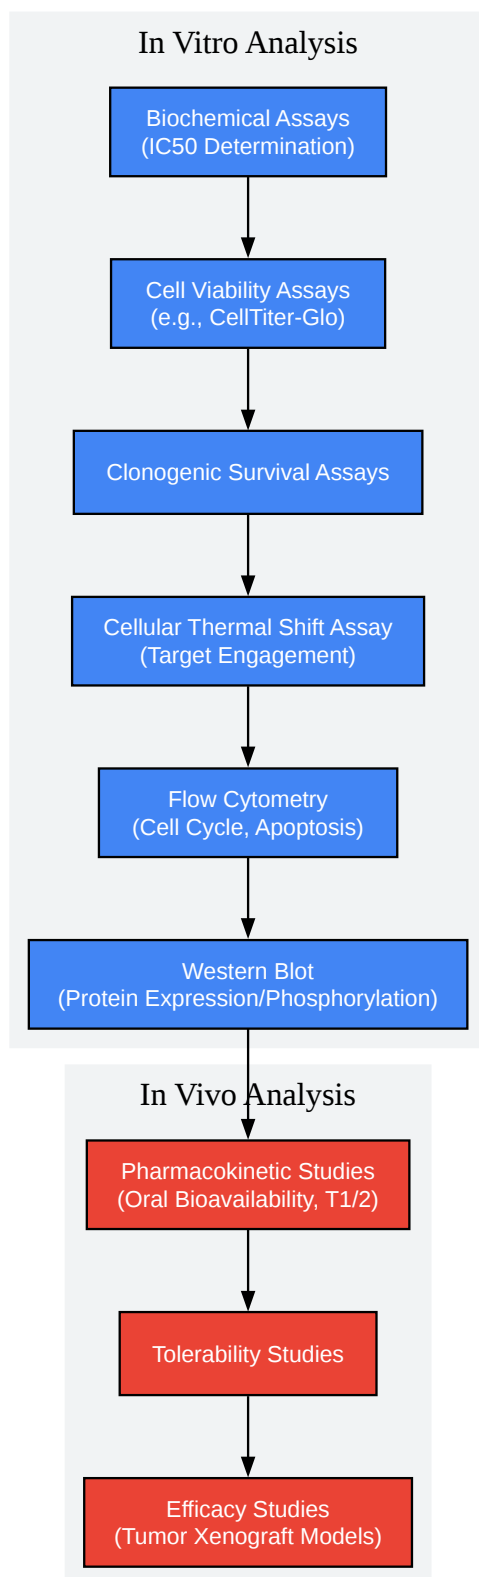 In Vitro Analysis
Biochemical Assays
(IC50 Determination)
Cell Viability Assays
(e.g., CellTiter-Glo)
Clonogenic Survival Assays
Cellular Thermal Shift Assay
(Target Engagement)
Flow Cytometry
(Cell Cycle, Apoptosis)
Western Blot
(Protein Expression/Phosphorylation)
In Vivo Analysis
Pharmacokinetic Studies
(Oral Bioavailability, T1/2)
Tolerability Studies
Efficacy Studies
(Tumor Xenograft Models)